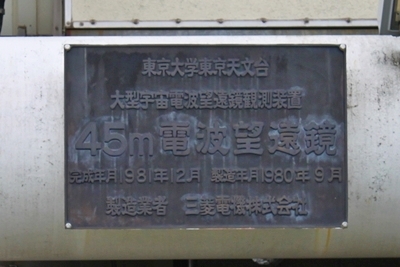 東京大学東京天文台
大型宇宙電波望遠鏡観測装置
45m電波望遠鏡
完成年月1981年12月 製造年月1980年9月
製造業者 三菱電機株式会社